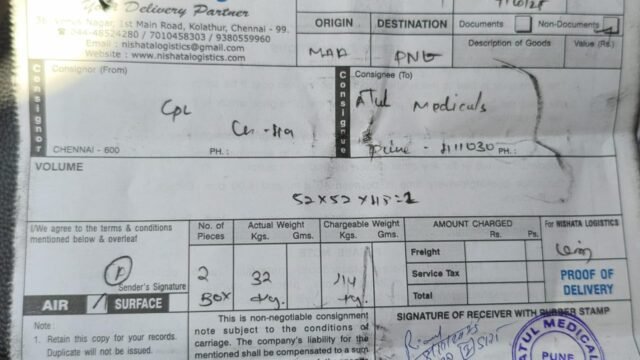 Your Delivery Partner
Nagar, 1st Main Road, Kolathur, Chennai - 99.
☎ 044-46524280 / 7010458303 / 9380559960
Email : nishatalogistics@gmail.com
Website : www.nishatalogistics.com
ORIGIN DESTINATION Documents Non-Documents
MAA PNG Description of Goods Value (Rs.)
Consignor Consignor (From) Consignee Consignee (To)
CPL Atul Medicals
CHENNAI - 600 PH. : Pune - 411030 PH. :
VOLUME
52x52x45=2
I/We agree to the terms & conditions mentioned below & overleaf
Sender's Signature
AIR SURFACE
No. of Pieces Actual Weight Kgs. Gms. Chargeable Weight Kgs. Gms.
2 Box 32 kg.
AMOUNT CHARGED Rs. Ps. For NISHATA LOGISTICS
Freight
Service Tax
Total
PROOF OF DELIVERY
Note :
1. Retain this copy for your records.
Duplicate will not be issued.
This is non-negotiable consignment
note subject to the conditions of
carriage. The company's liability for the
mentioned shall be compensated to a sum
SIGNATURE OF RECEIVER WITH RUBBER STAMP
ATUL MEDICAL
PUNE